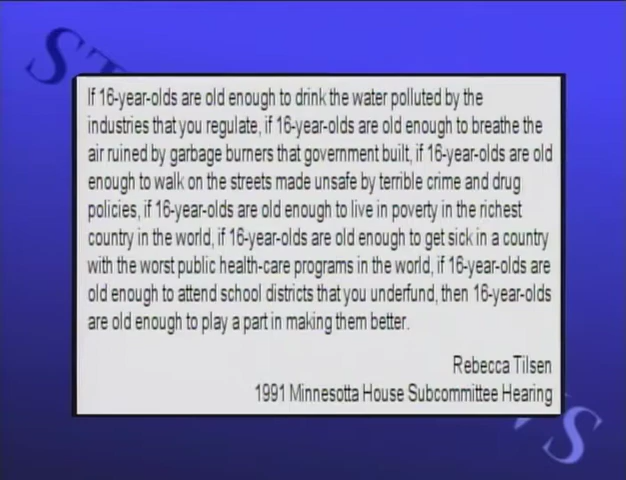 If 16-year-olds are old enough to drink the water polluted by the
industries that you regulate, if 16-year-olds are old enough to breathe the
air ruined by garbage burners that government built, if 16-year-olds are old
enough to walk on the streets made unsafe by terrible crime and drug
policies, if 16-year-olds are old enough to live in poverty in the richest
country in the world, if 16-year-olds are old enough to get sick in a country
with the worst public health-care programs in the world, if 16-year-olds are
old enough to attend school districts that you underfund, then 16-year-olds
are old enough to play a part in making them better.
Rebecca Tilsen
1991 Minnesotta House Subcommittee Hearing